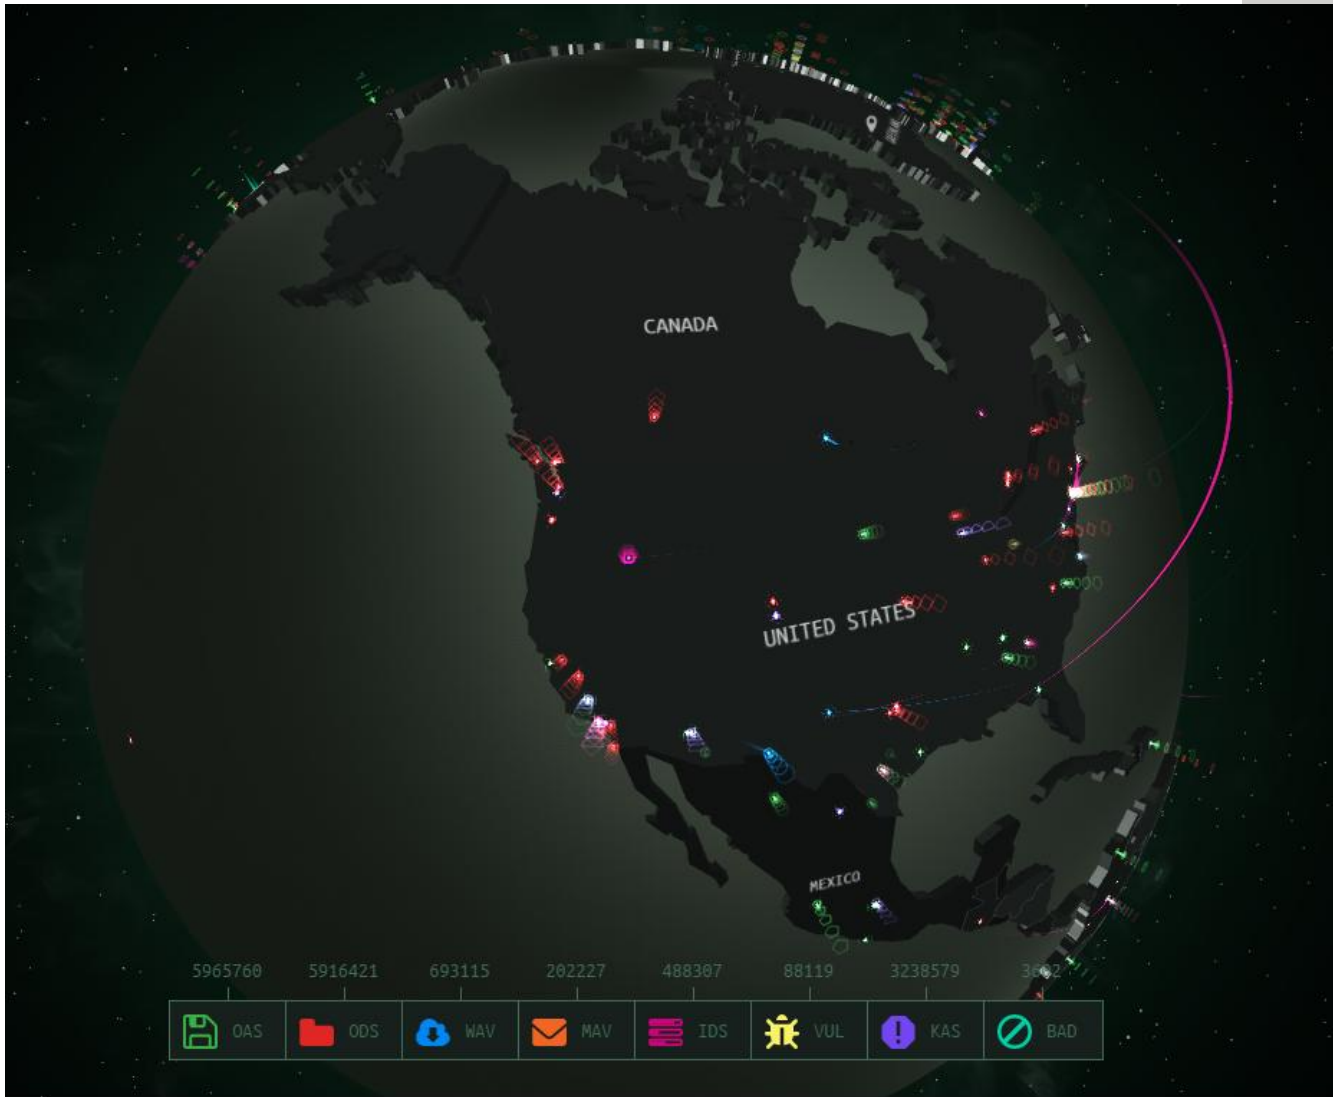 CANADA
UNITED STATES
MEXICO
5965760 5916421 693115 202227 488307 88119 3238579
OAS ODS WAV MAV IDS VUL KAS BAD